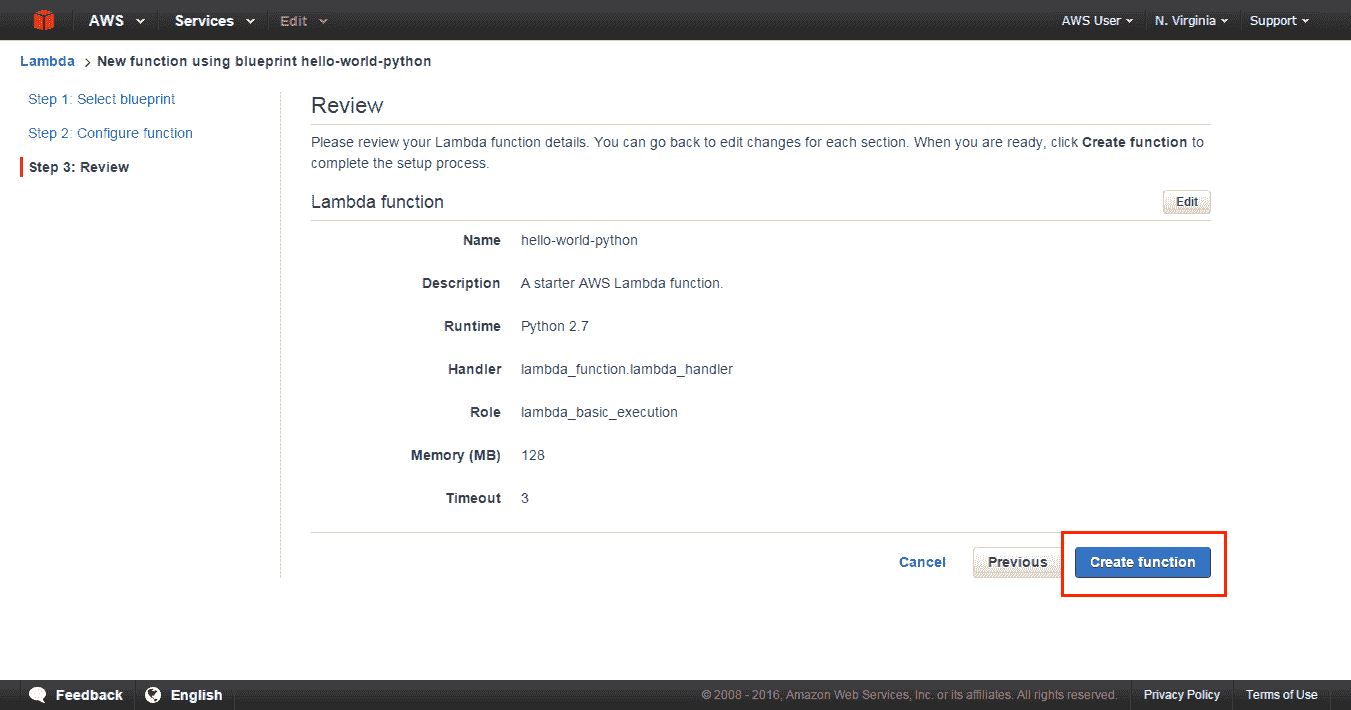 AWS Services Edit AWS User N. Virginia Support
Lambda > New function using blueprint hello-world-python
Step 1: Select blueprint
Step 2: Configure function
Step 3: Review
Review
Please review your Lambda function details. You can go back to edit changes for each section. When you are ready, click Create function to
complete the setup process.
Lambda function Edit
Name hello-world-python
Description A starter AWS Lambda function.
Runtime Python 2.7
Handler lambda_function.lambda_handler
Role lambda_basic_execution
Memory (MB) 128
Timeout 3
Cancel Previous Create function
Feedback English © 2008 - 2016, Amazon Web Services, Inc. or its affiliates. All rights reserved. Privacy Policy Terms of Use